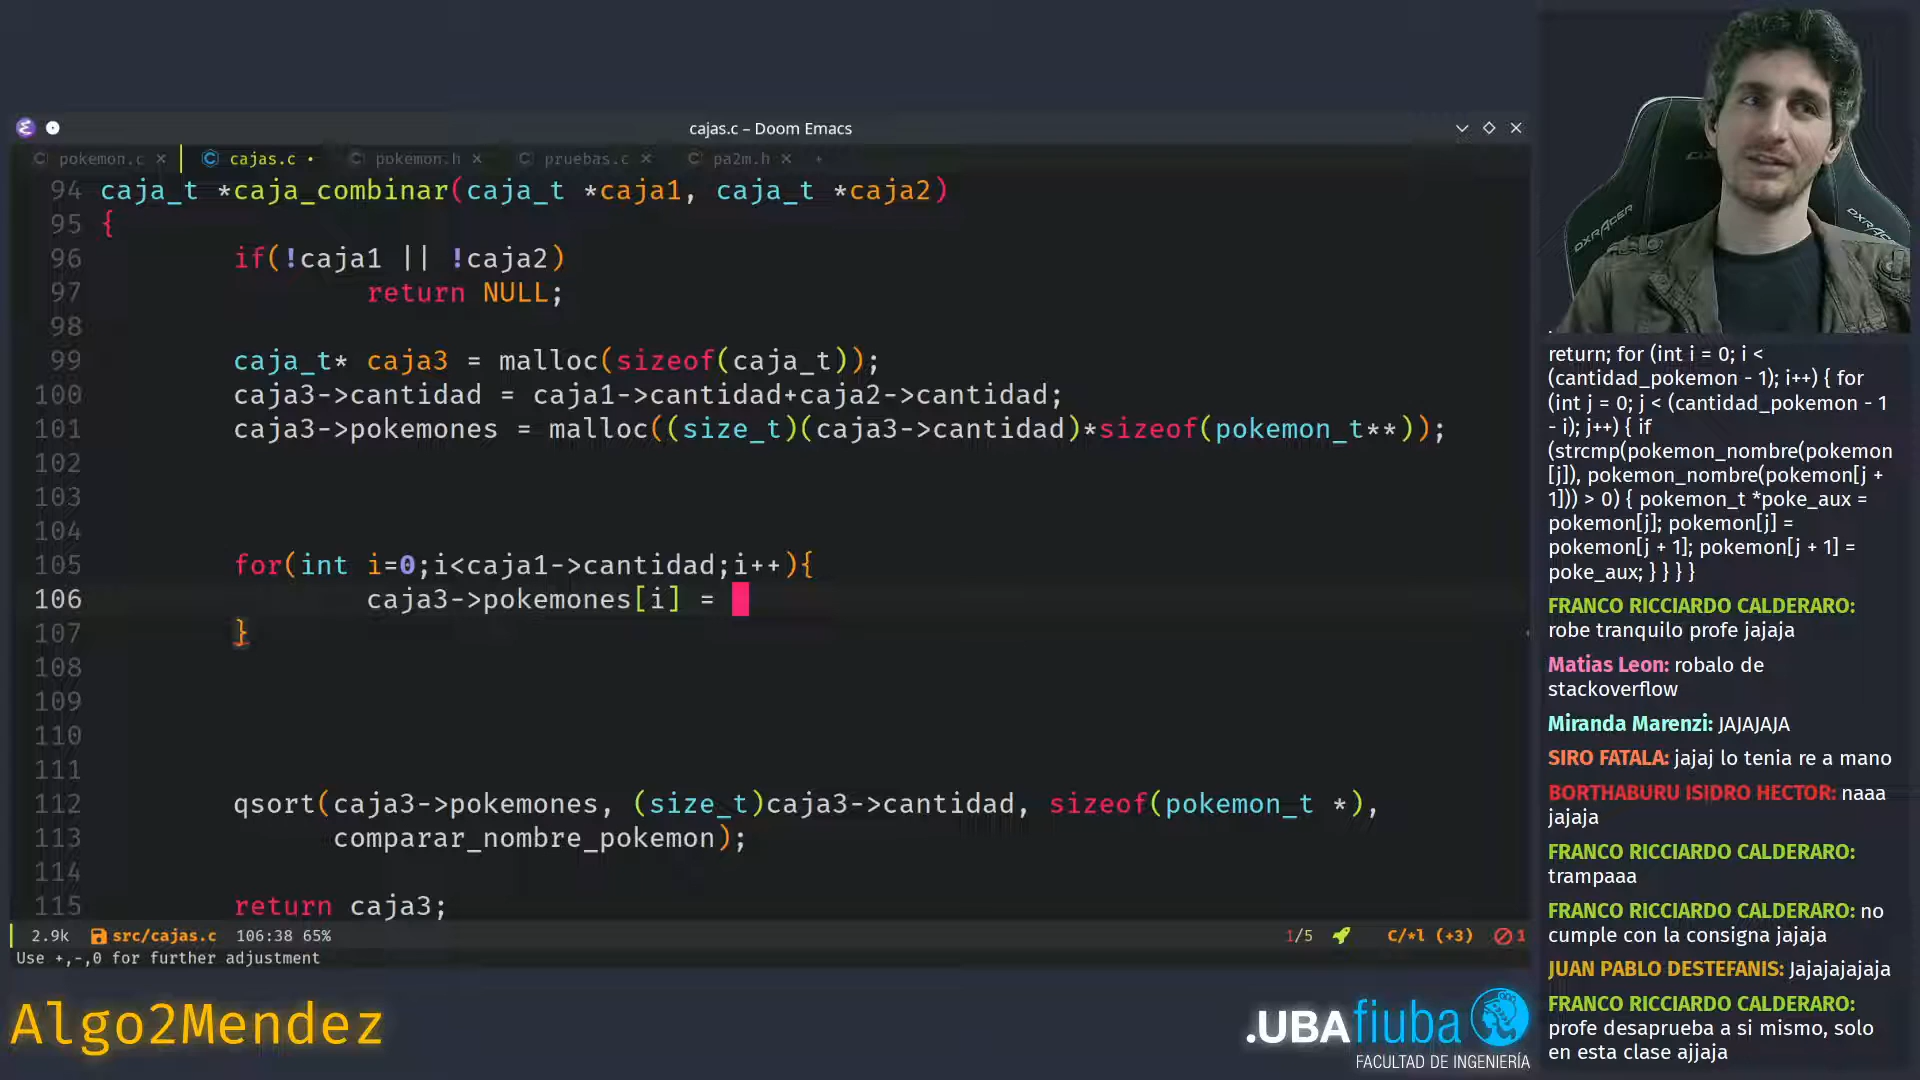 cajas.c – Doom Emacs
pokemon.c × cajas.c • pokemon.h × pruebas.c × pa2m.h × +
94 caja_t *caja_combinar(caja_t *caja1, caja_t *caja2)
95 {
96 if(!caja1 || !caja2)
97 return NULL;
98
99 caja_t* caja3 = malloc(sizeof(caja_t));
100 caja3->cantidad = caja1->cantidad+caja2->cantidad;
101 caja3->pokemones = malloc((size_t)(caja3->cantidad)*sizeof(pokemon_t**));
102
103
104
105 for(int i=0;i<caja1->cantidad;i++){
106 caja3->pokemones[i] =
107 }
108
109
110
111
112 qsort(caja3->pokemones, (size_t)caja3->cantidad, sizeof(pokemon_t *),
113 comparar_nombre_pokemon);
114
115 return caja3;
2.9k src/cajas.c 106:38 65% 1/5 C/*l (+3) 1
Use +,-,0 for further adjustment
Algo2Mendez
.UBAfiuba
FACULTAD DE INGENIERÍA
DXRACER
DXRACER
return; for (int i = 0; i <
(cantidad_pokemon - 1); i++) { for
(int j = 0; j < (cantidad_pokemon - 1
- i); j++) { if
(strcmp(pokemon_nombre(pokemon
[j]), pokemon_nombre(pokemon[j +
1])) > 0) { pokemon_t *poke_aux =
pokemon[j]; pokemon[j] =
pokemon[j + 1]; pokemon[j + 1] =
poke_aux; } } } }
FRANCO RICCIARDO CALDERARO:
robe tranquilo profe jajaja
Matias Leon: robalo de
stackoverflow
Miranda Marenzi: JAJAJAJA
SIRO FATALA: jajaj lo tenia re a mano
BORTHABURU ISIDRO HECTOR: naaa
jajaja
FRANCO RICCIARDO CALDERARO:
trampaaa
FRANCO RICCIARDO CALDERARO: no
cumple con la consigna jajaja
JUAN PABLO DESTEFANIS: Jajajajajaja
FRANCO RICCIARDO CALDERARO:
profe desaprueba a si mismo, solo
en esta clase ajjaja